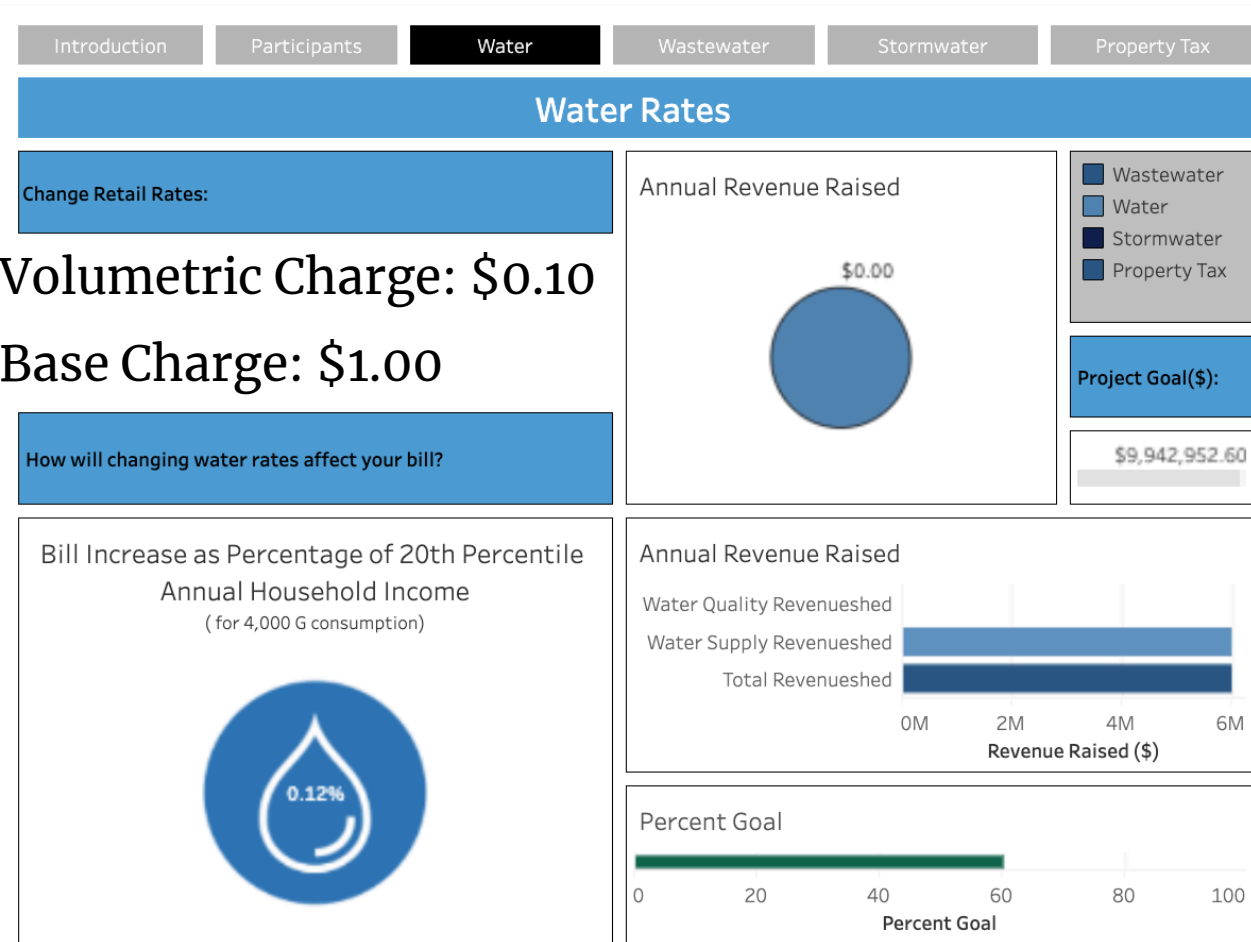 Introduction
Participants
Water
Wastewater
Stormwater
Property Tax
Water Rates
Change Retail Rates:
Volumetric Charge: $0.10
Base Charge: $1.00
How will changing water rates affect your bill?
Bill Increase as Percentage of 20th Percentile
Annual Household Income
( for 4,000 G consumption)
0.12%
Annual Revenue Raised
$0.00
Wastewater
Water
Stormwater
Property Tax
Project Goal($):
$9,942,952.60
Annual Revenue Raised
Water Quality Revenueshed
Water Supply Revenueshed
Total Revenueshed
0M 2M 4M 6M
Revenue Raised ($)
Percent Goal
0 20 40 60 80 100
Percent Goal